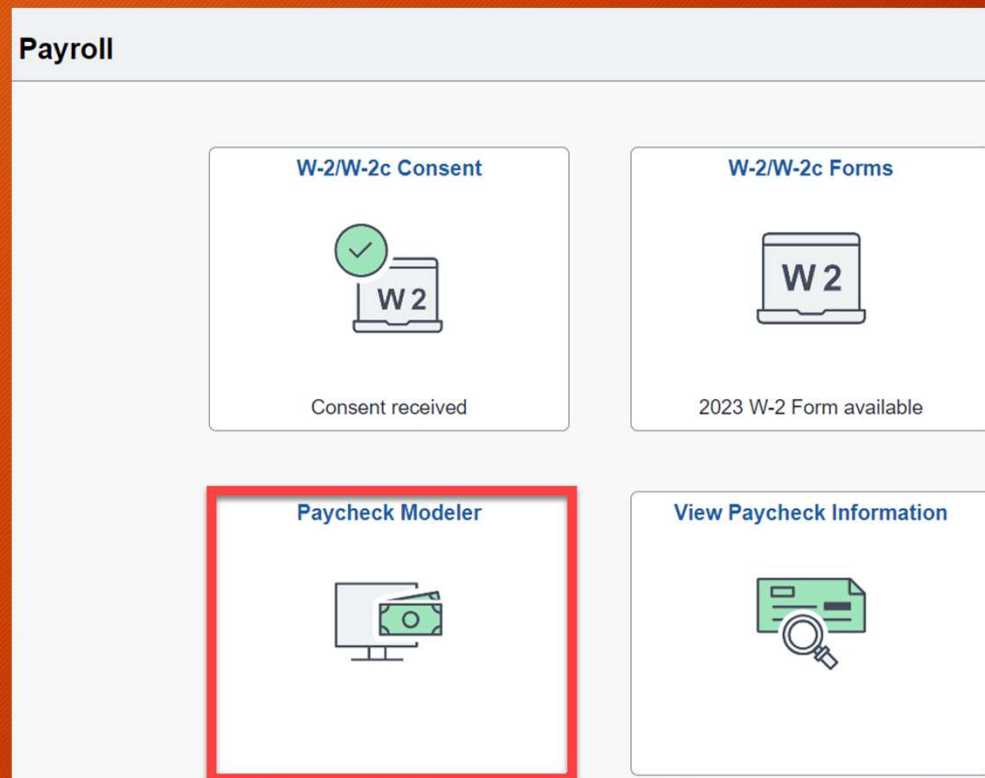 Payroll
W-2/W-2c Consent
W 2
Consent received
W-2/W-2c Forms
W 2
2023 W-2 Form available
Paycheck Modeler
View Paycheck Information